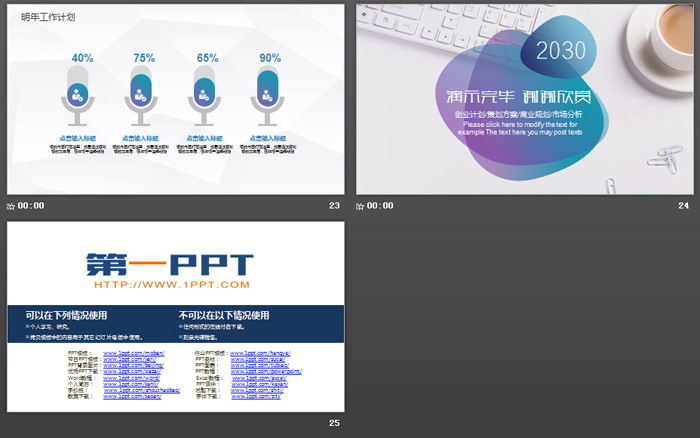 明年工作计划
40%
75%
65%
90%
点击输入标题
点击输入标题
点击输入标题
点击输入标题
00:00
23
2030
演示完毕 谢谢欣赏
创业计划/策划方案/商业规划/市场分析
Please click here to modify the text for
example The text here you may post texts
00:00
24
第一PPT
HTTP://WWW.1PPT.COM
可以在下列情况使用
个人学习、研究。
拷贝模板中的内容用于其它幻灯片母版中使用。
不可以在以下情况使用
任何形式的在线付费下载。
刻录光碟销售。
PPT模板: www.1ppt.com/moban/
节日PPT模板: www.1ppt.com/jieri/
PPT背景图片: www.1ppt.com/beijing/
优秀PPT下载: www.1ppt.com/xiazai/
Word教程: www.1ppt.com/word/
个人简历: www.1ppt.com/jianli/
手抄报: www.1ppt.com/shouchaobao/
教案下载: www.1ppt.com/jiaoan/
行业PPT模板: www.1ppt.com/hangye/
PPT素材: www.1ppt.com/sucai/
PPT图表: www.1ppt.com/tubiao/
PPT教程: www.1ppt.com/powerpoint/
Excel教程: www.1ppt.com/excel/
PPT课件: www.1ppt.com/kejian/
试题下载: www.1ppt.com/shiti/
字体下载: www.1ppt.com/ziti/
25